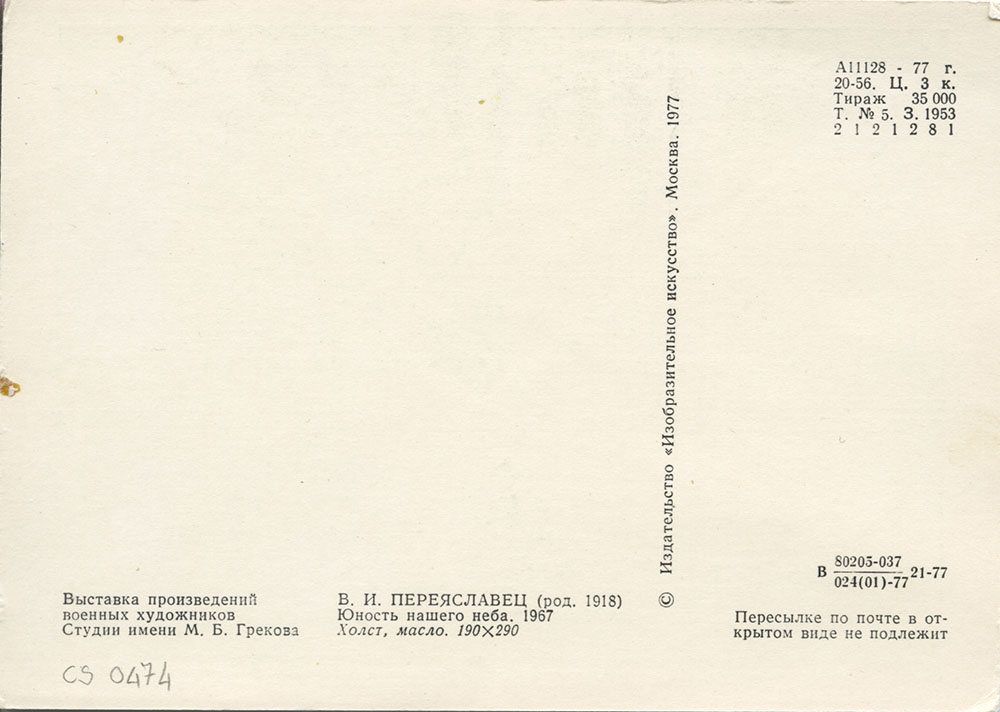 А11128 - 77 г.
20-56. Ц. 3 к.
Тираж 35 000
Т. № 5. З. 1953
2 1 2 1 2 8 1
© Издательство «Изобразительное искусство». Москва. 1977
В 80205-037
024(01)-77 21-77
Выставка произведений
военных художников
Студии имени М. Б. Грекова
В. И. ПЕРЕЯСЛАВЕЦ (род. 1918)
Юность нашего неба. 1967
Холст, масло. 190×290
Пересылке по почте в от-
крытом виде не подлежит
CS 0474